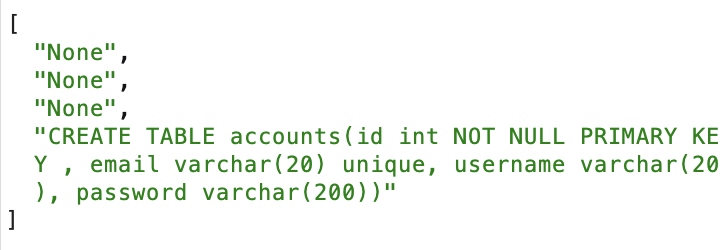 [
"None",
"None",
"None",
"CREATE TABLE accounts(id int NOT NULL PRIMARY KE
Y , email varchar(20) unique, username varchar(20
), password varchar(200))"
]